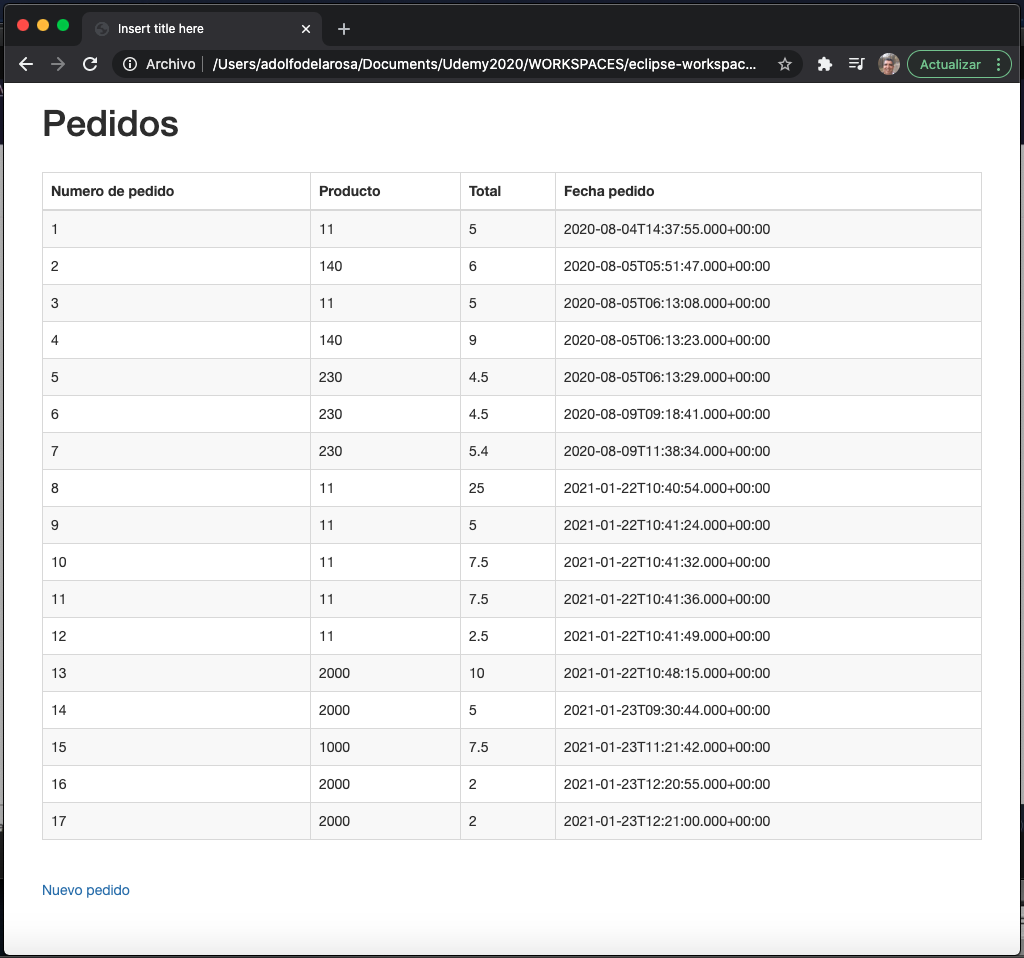 Insert title here
Archivo /Users/adolfodelarosa/Documents/Udemy2020/WORKSPACES/eclipse-workspac... Actualizar
Pedidos
Numero de pedido Producto Total Fecha pedido
1 11 5 2020-08-04T14:37:55.000+00:00
2 140 6 2020-08-05T05:51:47.000+00:00
3 11 5 2020-08-05T06:13:08.000+00:00
4 140 9 2020-08-05T06:13:23.000+00:00
5 230 4.5 2020-08-05T06:13:29.000+00:00
6 230 4.5 2020-08-09T09:18:41.000+00:00
7 230 5.4 2020-08-09T11:38:34.000+00:00
8 11 25 2021-01-22T10:40:54.000+00:00
9 11 5 2021-01-22T10:41:24.000+00:00
10 11 7.5 2021-01-22T10:41:32.000+00:00
11 11 7.5 2021-01-22T10:41:36.000+00:00
12 11 2.5 2021-01-22T10:41:49.000+00:00
13 2000 10 2021-01-22T10:48:15.000+00:00
14 2000 5 2021-01-23T09:30:44.000+00:00
15 1000 7.5 2021-01-23T11:21:42.000+00:00
16 2000 2 2021-01-23T12:20:55.000+00:00
17 2000 2 2021-01-23T12:21:00.000+00:00
Nuevo pedido